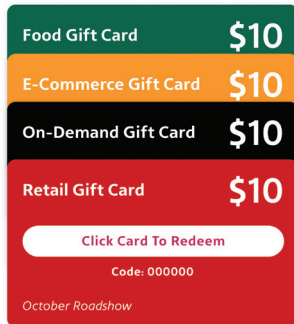 Food Gift Card $10
E-Commerce Gift Card $10
On-Demand Gift Card $10
Retail Gift Card $10
Click Card To Redeem
Code: 000000
October Roadshow